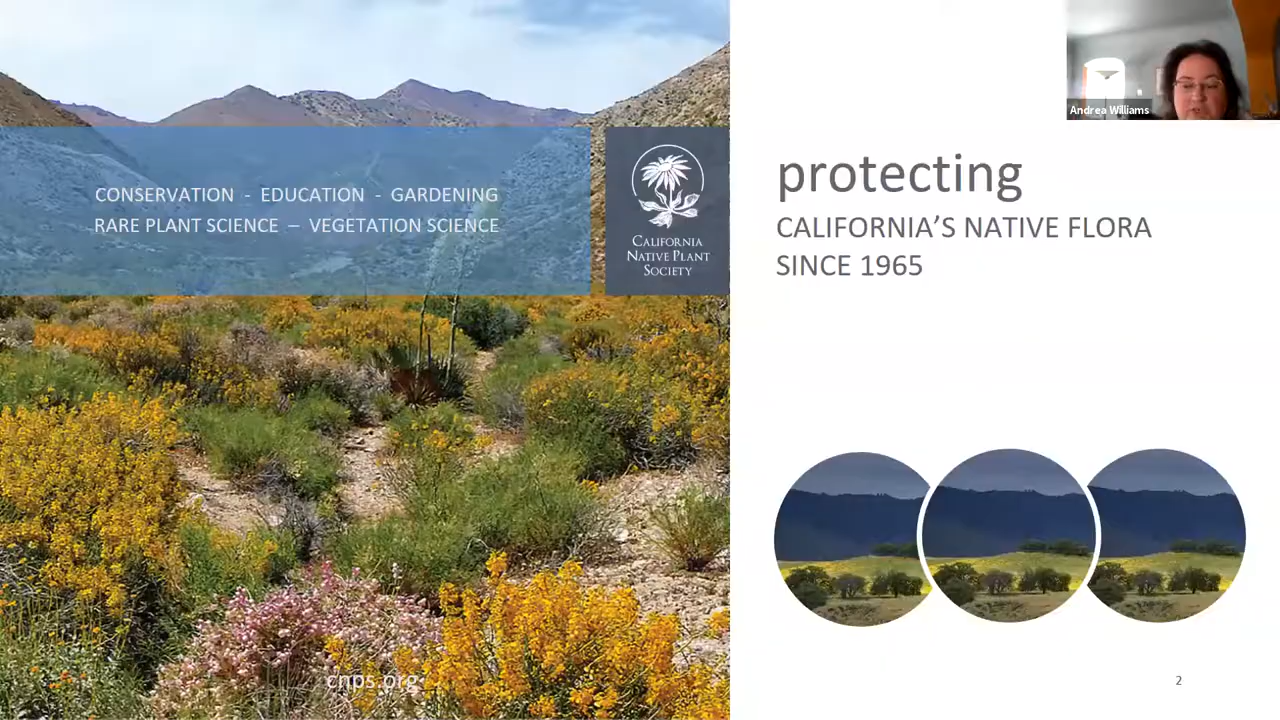 CONSERVATION - EDUCATION - GARDENING
RARE PLANT SCIENCE – VEGETATION SCIENCE
CALIFORNIA
NATIVE PLANT
SOCIETY
cnps.org
protecting
CALIFORNIA’S NATIVE FLORA
SINCE 1965
Andrea Williams
2